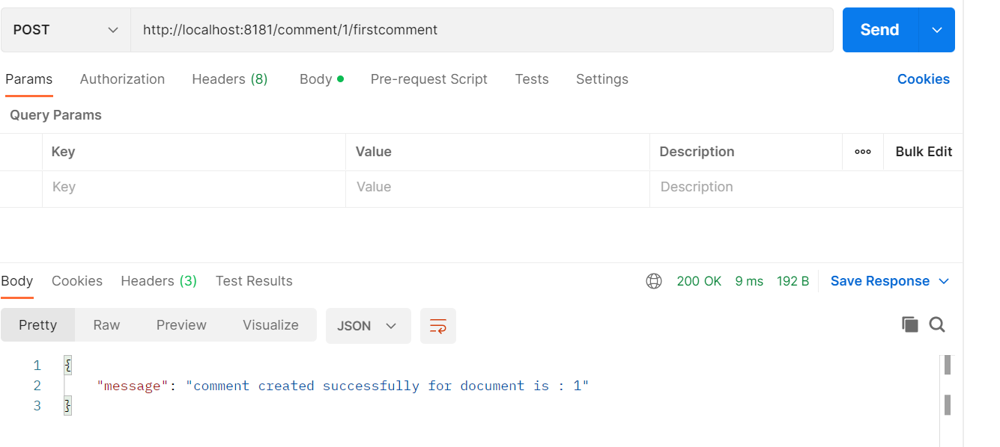 POST http://localhost:8181/comment/1/firstcomment Send
Params Authorization Headers (8) Body Pre-request Script Tests Settings Cookies
Query Params
Key Value Description ooo Bulk Edit
Key Value Description
Body Cookies Headers (3) Test Results 200 OK 9 ms 192 B Save Response
Pretty Raw Preview Visualize JSON
1 {
2 "message": "comment created successfully for document is : 1"
3 }